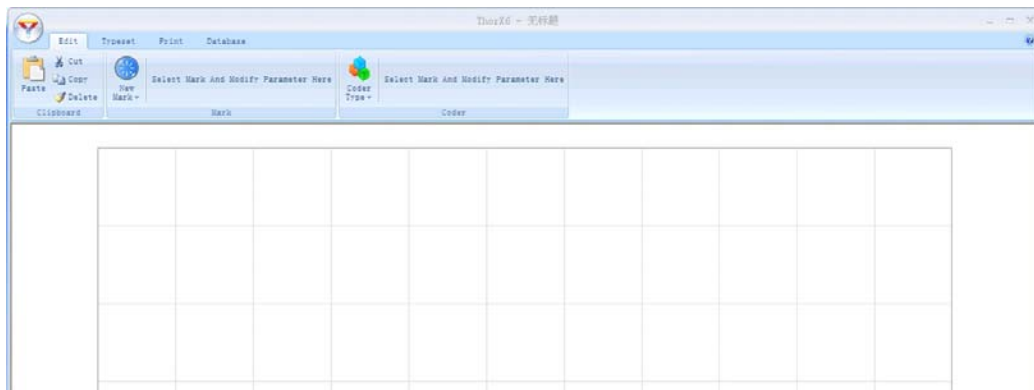 ThorX6 - 无标题
Edit Typeset Print Database
Cut
Copy
Delete
Paste
New Mark
Select Mark And Modify Parameter Here
Coder Type
Select Mark And Modify Parameter Here
Clipboard Mark Coder